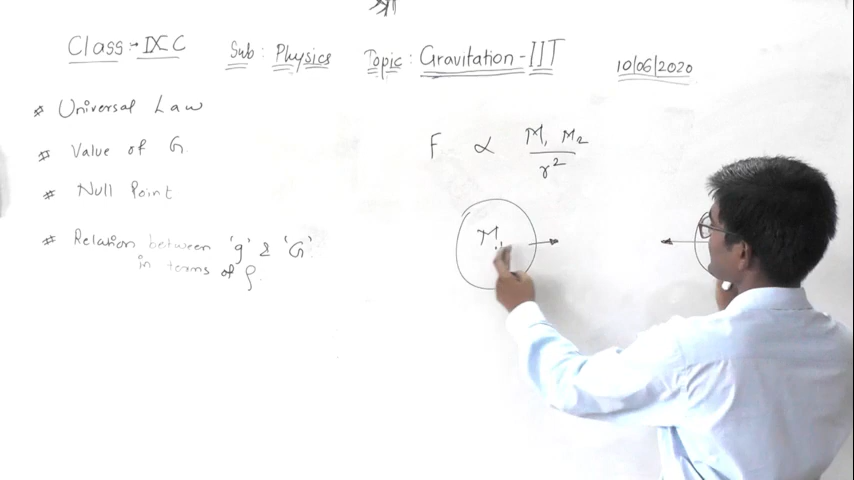 श्री
Class:- IX C Sub : Physics Topic : Gravitation - IIT 10/06/2020
* Universal Law
* Value of G
* Null Point
* Relation between 'g' & 'G'
in terms of ρ
F ∝ M₁ M₂
r²
M₁